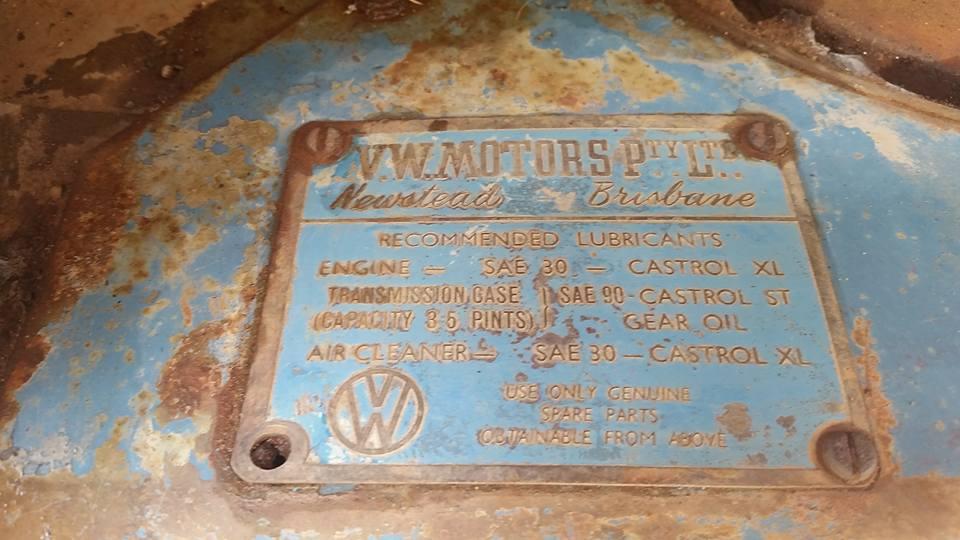 V.W. MOTORS PTY LTD.
Newstead Brisbane
RECOMMENDED LUBRICANTS
ENGINE — SAE 30 — CASTROL XL
TRANSMISSION CASE } SAE 90 - CASTROL ST
(CAPACITY 3·5 PINTS) GEAR OIL
AIR CLEANER — SAE 30 — CASTROL XL
VW
USE ONLY GENUINE
SPARE PARTS
OBTAINABLE FROM ABOVE